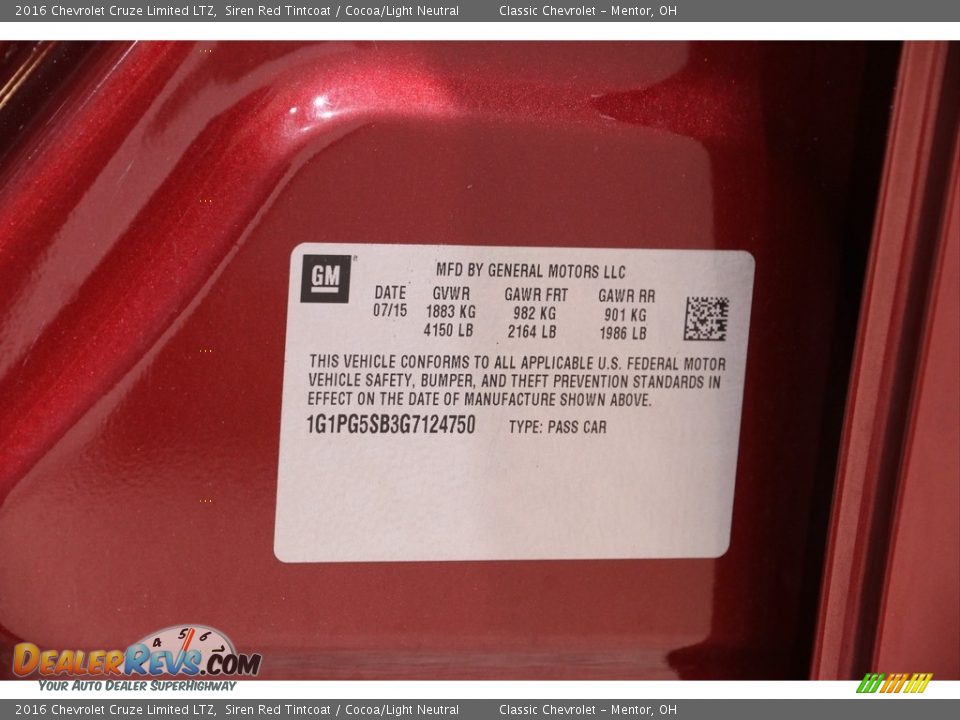 2016 Chevrolet Cruze Limited LTZ, Siren Red Tintcoat / Cocoa/Light Neutral Classic Chevrolet – Mentor, OH
GM ® MFD BY GENERAL MOTORS LLC
DATE GVWR GAWR FRT GAWR RR
07/15 1883 KG 982 KG 901 KG
4150 LB 2164 LB 1986 LB
THIS VEHICLE CONFORMS TO ALL APPLICABLE U.S. FEDERAL MOTOR
VEHICLE SAFETY, BUMPER, AND THEFT PREVENTION STANDARDS IN
EFFECT ON THE DATE OF MANUFACTURE SHOWN ABOVE.
1G1PG5SB3G7124750 TYPE: PASS CAR
4 5 6
DEALERREVS.COM
YOUR AUTO DEALER SUPERHIGHWAY
2016 Chevrolet Cruze Limited LTZ, Siren Red Tintcoat / Cocoa/Light Neutral Classic Chevrolet – Mentor, OH